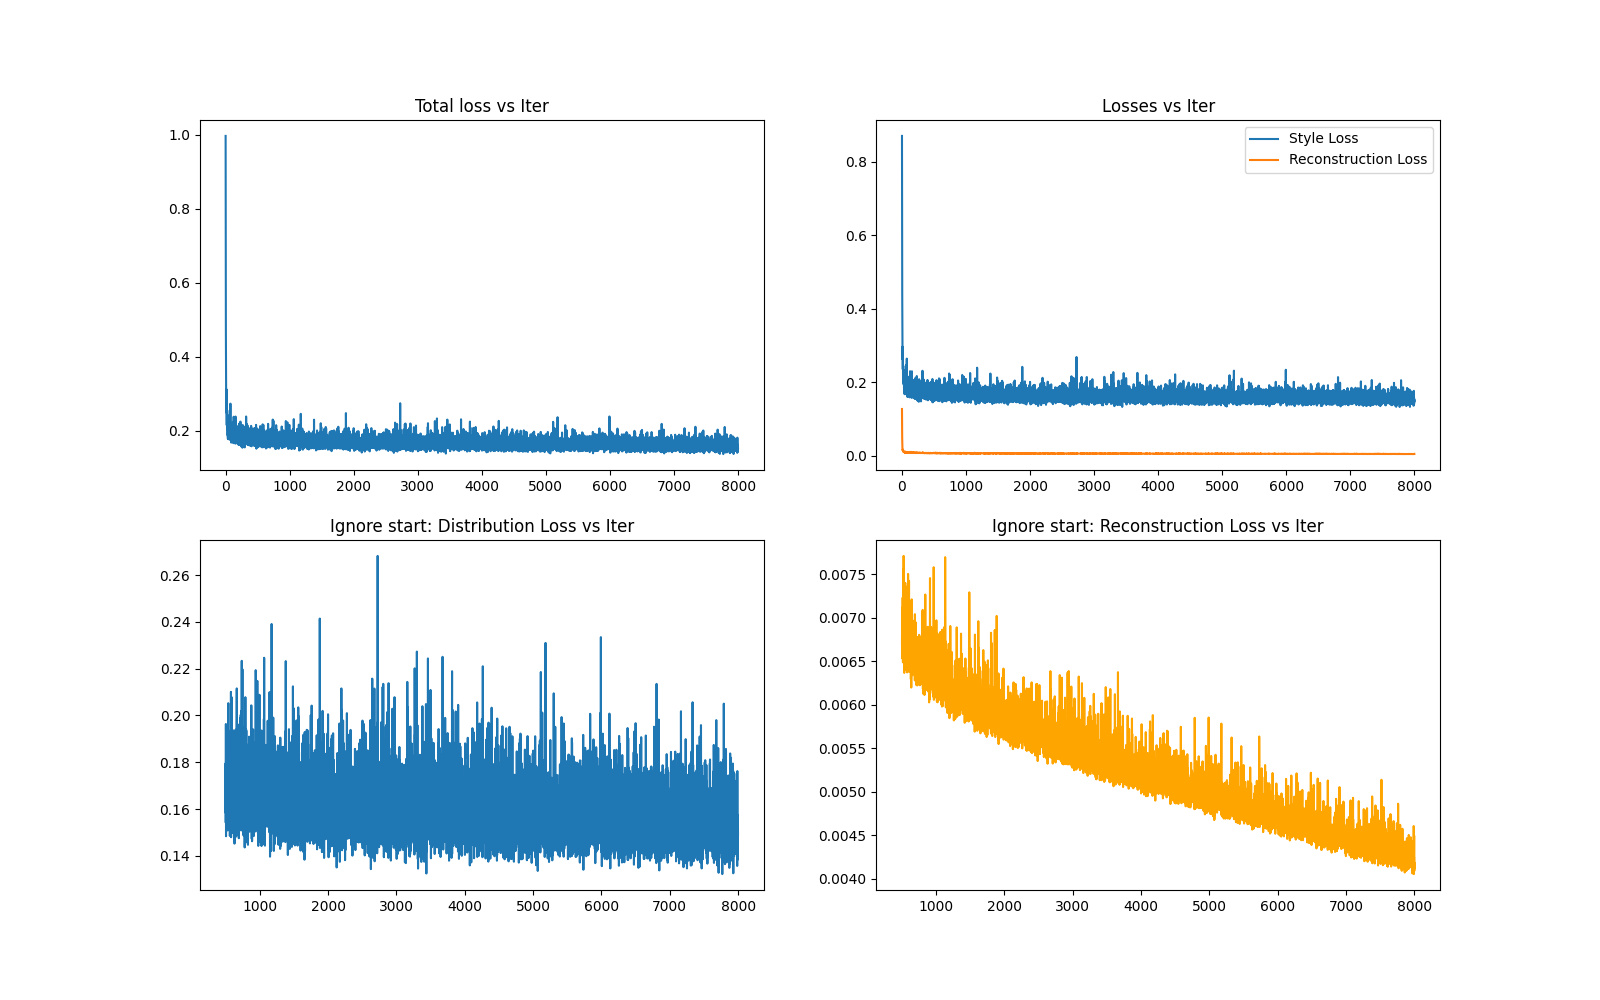 Total loss vs Iter
1.0
0.8
0.6
0.4
0.2
0 1000 2000 3000 4000 5000 6000 7000 8000
Losses vs Iter
Style Loss
Reconstruction Loss
0.8
0.6
0.4
0.2
0.0
0 1000 2000 3000 4000 5000 6000 7000 8000
Ignore start: Distribution Loss vs Iter
0.26
0.24
0.22
0.20
0.18
0.16
0.14
1000 2000 3000 4000 5000 6000 7000 8000
Ignore start: Reconstruction Loss vs Iter
0.0075
0.0070
0.0065
0.0060
0.0055
0.0050
0.0045
0.0040
1000 2000 3000 4000 5000 6000 7000 8000